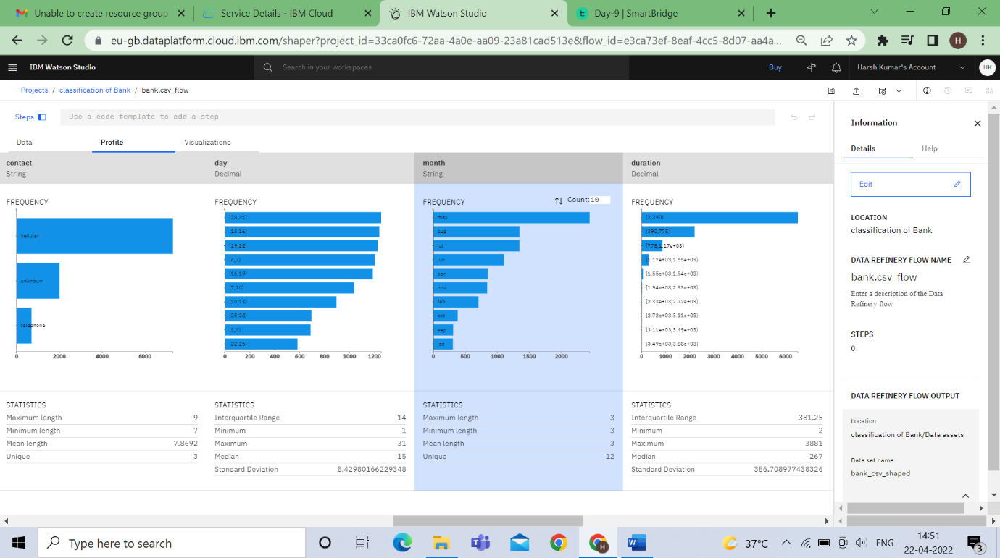 Unable to create resource group
Service Details - IBM Cloud
IBM Watson Studio
Day-9 | SmartBridge
eu-gb.dataplatform.cloud.ibm.com/shaper?project_id=33ca0fc6-72aa-4a0e-aa09-23a81cad513e&flow_id=e3ca73ef-8eaf-4cc5-8d07-aa4a...
H
IBM Watson Studio
Search in your workspaces
Buy
Harsh Kumar's Account
HK
Projects / classification of Bank / bank.csv_flow
Steps
Use a code template to add a step
Data
Profile
Visualizations
contact
String
FREQUENCY
cellular
unknown
telephone
0 2000 4000 6000
STATISTICS
Maximum length 9
Minimum length 7
Mean length 7.8692
Unique 3
day
Decimal
FREQUENCY
[28,31]
[13,16)
[19,22)
[4,7)
[16,19)
[7,10)
[10,13)
[25,28)
[1,4)
[22,25)
0 200 400 600 800 1000 1200
STATISTICS
Interquartile Range 14
Minimum 1
Maximum 31
Median 15
Standard Deviation 8.42980166229348
month
String
FREQUENCY
Count: 10
may
aug
jul
jun
apr
nov
feb
oct
sep
jan
0 500 1000 1500 2000
STATISTICS
Maximum length 3
Minimum length 3
Mean length 3
Unique 12
duration
Decimal
FREQUENCY
[2,390)
[390,778)
[778,1.17e+03)
[1.17e+03,1.55e+03)
[1.55e+03,1.94e+03)
[1.94e+03,2.33e+03)
[2.33e+03,2.72e+03)
[2.72e+03,3.11e+03)
[3.11e+03,3.49e+03)
[3.49e+03,3.88e+03)
0 1000 2000 3000 4000 5000 6000
STATISTICS
Interquartile Range 381.25
Minimum 2
Maximum 3881
Median 267
Standard Deviation 356.708977438326
Information
Details
Help
Edit
LOCATION
classification of Bank
DATA REFINERY FLOW NAME
bank.csv_flow
Enter a description of the Data
Refinery flow
STEPS
0
DATA REFINERY FLOW OUTPUT
Location
classification of Bank/Data assets
Data set name
bank_csv_shaped
Type here to search
H
37°C
ENG
14:51
22-04-2022
3